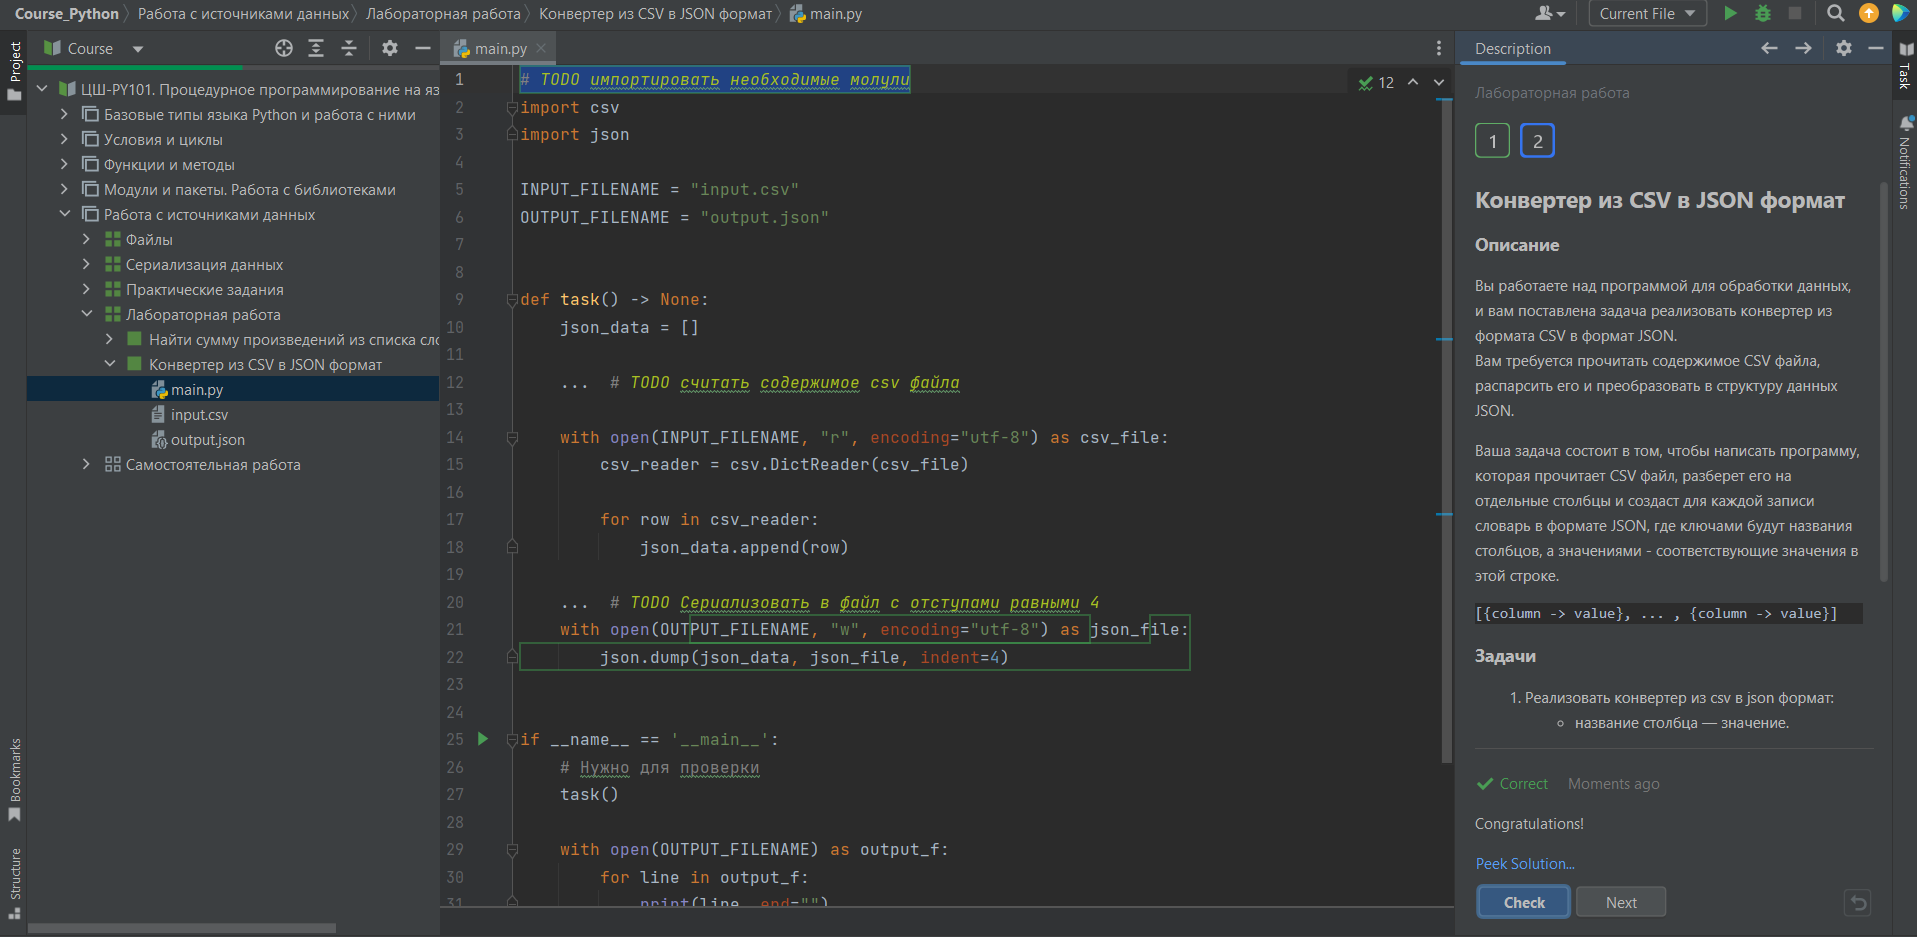 Course_Python 〉 Работа с источниками данных 〉 Лабораторная работа 〉 Конвертер из CSV в JSON формат 〉 main.py
Current File
Project
Bookmarks
Structure
Course
ЦШ-PY101. Процедурное программирование на яз
Базовые типы языка Python и работа с ними
Условия и циклы
Функции и методы
Модули и пакеты. Работа с библиотеками
Работа с источниками данных
Файлы
Сериализация данных
Практические задания
Лабораторная работа
Найти сумму произведений из списка сло
Конвертер из CSV в JSON формат
main.py
input.csv
output.json
Самостоятельная работа
main.py
12
1 # TODO импортировать необходимые молули
2 import csv
3 import json
4
5 INPUT_FILENAME = "input.csv"
6 OUTPUT_FILENAME = "output.json"
7
8
9 def task() -> None:
10     json_data = []
11
12     ...  # TODO считать содержимое csv файла
13
14     with open(INPUT_FILENAME, "r", encoding="utf-8") as csv_file:
15         csv_reader = csv.DictReader(csv_file)
16
17         for row in csv_reader:
18             json_data.append(row)
19
20     ...  # TODO Сериализовать в файл с отступами равными 4
21     with open(OUTPUT_FILENAME, "w", encoding="utf-8") as json_file:
22         json.dump(json_data, json_file, indent=4)
23
24
25 if __name__ == '__main__':
26     # Нужно для проверки
27     task()
28
29     with open(OUTPUT_FILENAME) as output_f:
30         for line in output_f:
31             print(line, end="")
Description
Лабораторная работа
1 2
Конвертер из CSV в JSON формат
Описание
Вы работаете над программой для обработки данных,
и вам поставлена задача реализовать конвертер из
формата CSV в формат JSON.
Вам требуется прочитать содержимое CSV файла,
распарсить его и преобразовать в структуру данных
JSON.
Ваша задача состоит в том, чтобы написать программу,
которая прочитает CSV файл, разберет его на
отдельные столбцы и создаст для каждой записи
словарь в формате JSON, где ключами будут названия
столбцов, а значениями - соответствующие значения в
этой строке.
[{column -> value}, ... , {column -> value}]
Задачи
1. Реализовать конвертер из csv в json формат:
◦ название столбца — значение.
Correct Moments ago
Congratulations!
Peek Solution...
Check Next
Task
Notifications